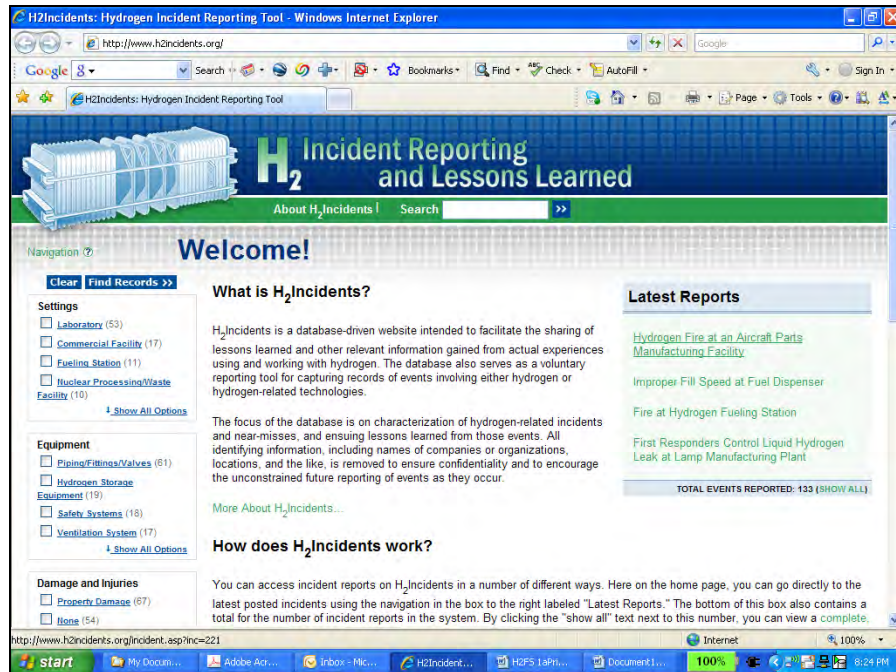 H2Incidents: Hydrogen Incident Reporting Tool - Windows Internet Explorer
http://www.h2incidents.org/
Google
Google
Search
Bookmarks
Find
Check
AutoFill
Sign In
H2Incidents: Hydrogen Incident Reporting Tool
Page
Tools
H2 Incident Reporting
and Lessons Learned
About H2Incidents | Search >>
Navigation ?
Welcome!
Clear Find Records >>
Settings
Laboratory (53)
Commercial Facility (17)
Fueling Station (11)
Nuclear Processing/Waste
Facility (10)
↓ Show All Options
Equipment
Piping/Fittings/Valves (61)
Hydrogen Storage
Equipment (19)
Safety Systems (18)
Ventilation System (17)
↓ Show All Options
Damage and Injuries
Property Damage (67)
None (54)
What is H2Incidents?
H2Incidents is a database-driven website intended to facilitate the sharing of
lessons learned and other relevant information gained from actual experiences
using and working with hydrogen. The database also serves as a voluntary
reporting tool for capturing records of events involving either hydrogen or
hydrogen-related technologies.
The focus of the database is on characterization of hydrogen-related incidents
and near-misses, and ensuing lessons learned from those events. All
identifying information, including names of companies or organizations,
locations, and the like, is removed to ensure confidentiality and to encourage
the unconstrained future reporting of events as they occur.
More About H2Incidents...
How does H2Incidents work?
You can access incident reports on H2Incidents in a number of different ways. Here on the home page, you can go directly to the
latest posted incidents using the navigation in the box to the right labeled "Latest Reports." The bottom of this box also contains a
total for the number of incident reports in the system. By clicking the "show all" text next to this number, you can view a complete,
Latest Reports
Hydrogen Fire at an Aircraft Parts
Manufacturing Facility
Improper Fill Speed at Fuel Dispenser
Fire at Hydrogen Fueling Station
First Responders Control Liquid Hydrogen
Leak at Lamp Manufacturing Plant
TOTAL EVENTS REPORTED: 133 (SHOW ALL)
http://www.h2incidents.org/incident.asp?inc=221
Internet
100%
start
My Docum...
Adobe Acr...
Inbox - Mic...
H2Incident...
H2FS 1aPri...
Document1...
100%
8:24 PM